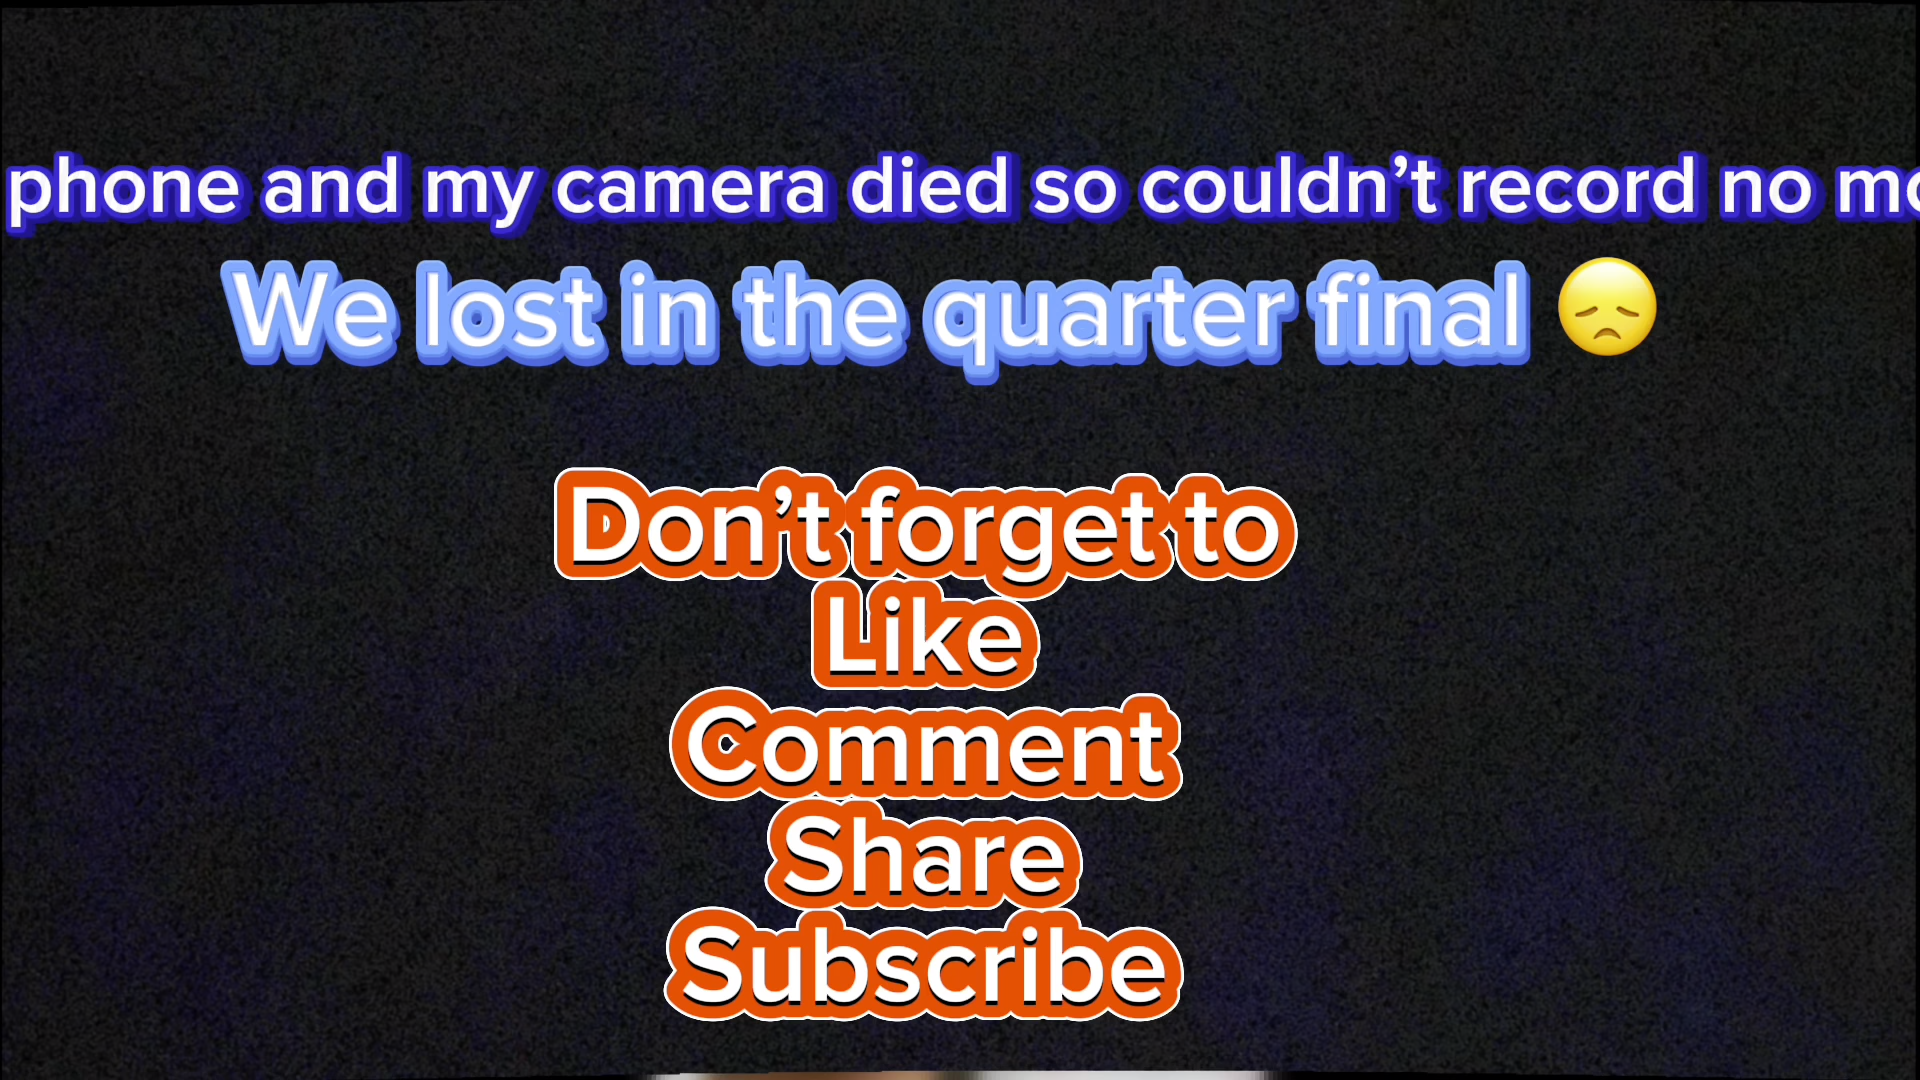 phone and my camera died so couldn’t record no
We lost in the quarter final 😞
Don’t forget to
Like
Comment
Share
Subscribe